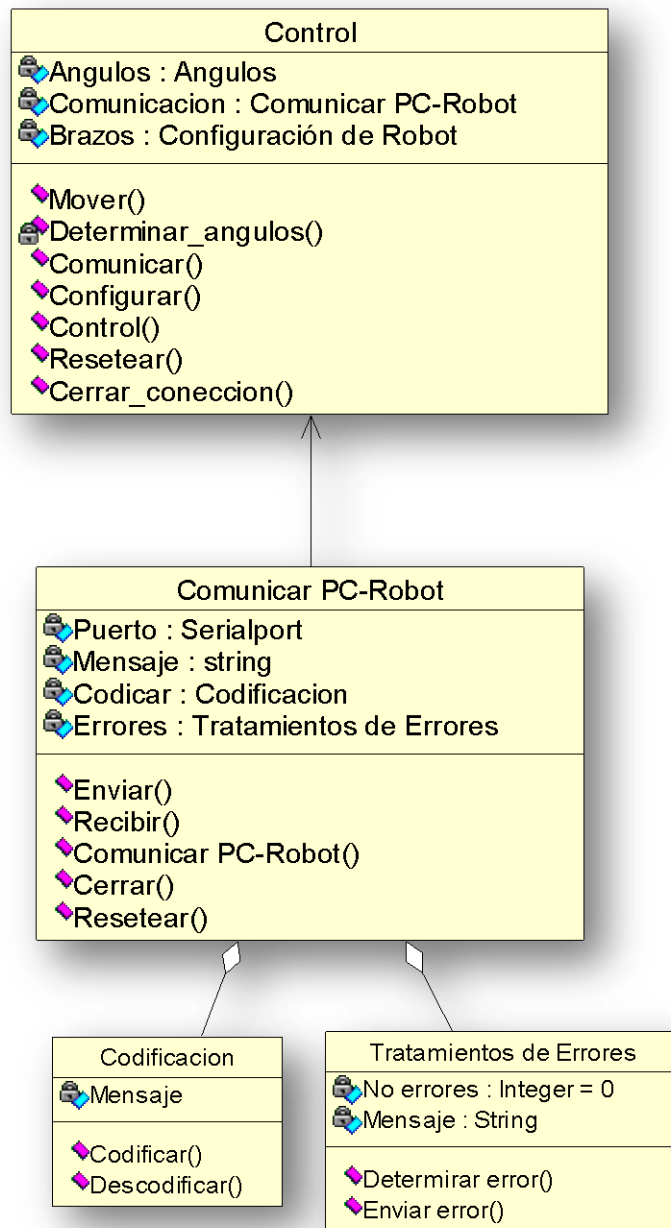 Control
Angulos : Angulos
Comunicacion : Comunicar PC-Robot
Brazos : Configuración de Robot
Mover()
Determinar_angulos()
Comunicar()
Configurar()
Control()
Resetear()
Cerrar_coneccion()
Comunicar PC-Robot
Puerto : Serialport
Mensaje : string
Codicar : Codificacion
Errores : Tratamientos de Errores
Enviar()
Recibir()
Comunicar PC-Robot()
Cerrar()
Resetear()
Codificacion
Mensaje
Codificar()
Descodificar()
Tratamientos de Errores
No errores : Integer = 0
Mensaje : String
Determirar error()
Enviar error()